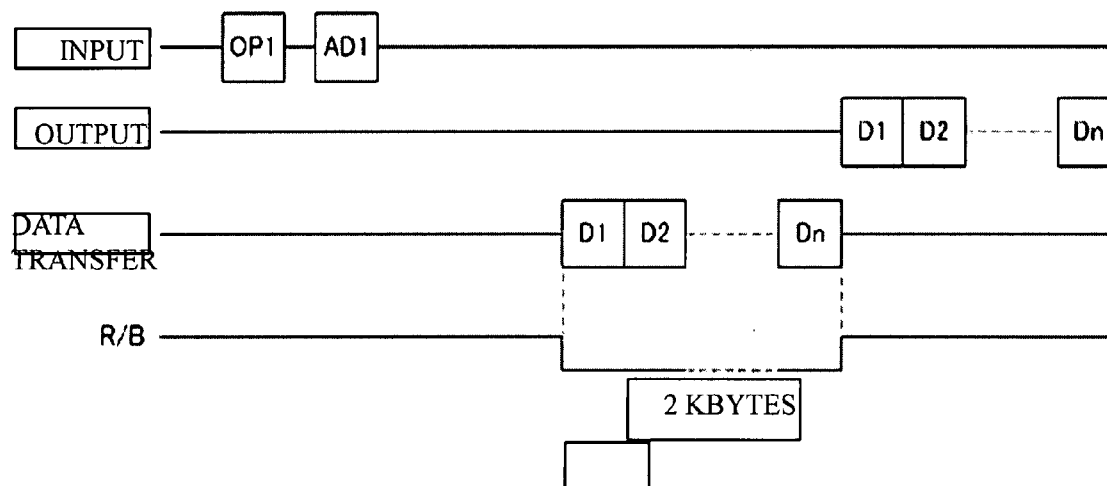 INPUT OP1 AD1
OUTPUT D1 D2 Dn
DATA
TRANSFER
D1 D2 Dn
R/B
2 KBYTES